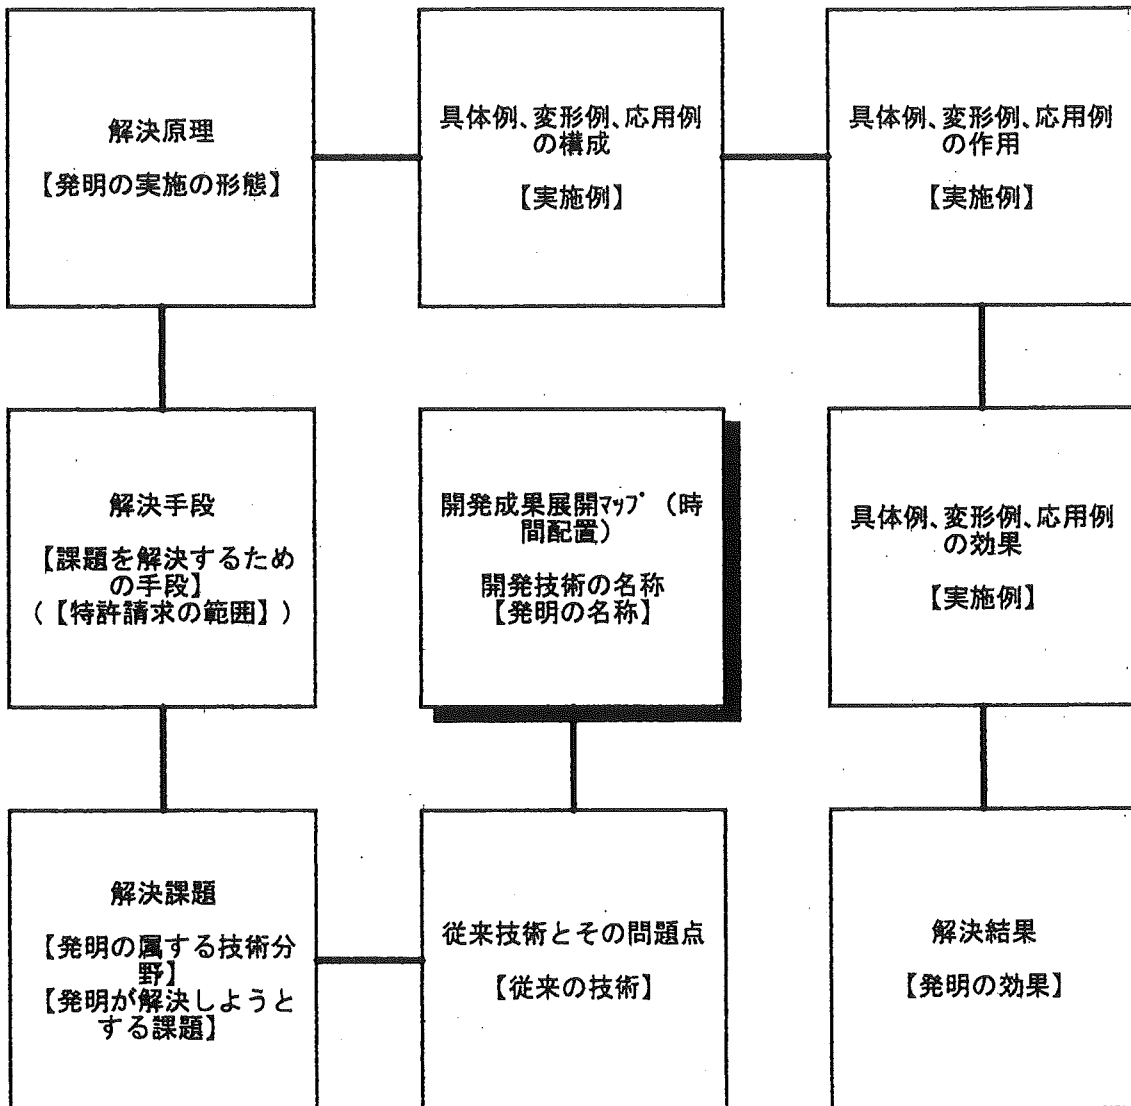 解決原理
【発明の実施の形態】
具体例、変形例、応用例
の構成
【実施例】
具体例、変形例、応用例
の作用
【実施例】
解決手段
【課題を解決するため
の手段】
(【特許請求の範囲】)
開発成果展開ﾏｯﾌﾟ(時
間配置)
開発技術の名称
【発明の名称】
具体例、変形例、応用例
の効果
【実施例】
解決課題
【発明の属する技術分
野】
【発明が解決しようと
する課題】
従来技術とその問題点
【従来の技術】
解決結果
【発明の効果】